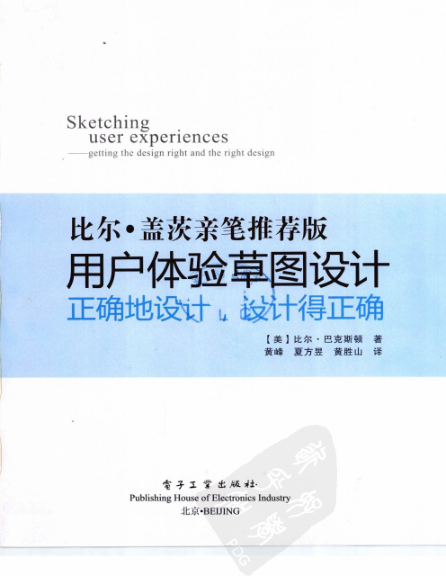 Sketching
user experiences
——getting the design right and the right design
比尔·盖茨亲笔推荐版
用户体验草图设计
正确地设计，设计得正确
【美】比尔·巴克斯顿 著
黄峰 夏方昱 黄胜山 译
电子工业出版社
Publishing House of Electronics Industry
北京•BEIJING
PDG